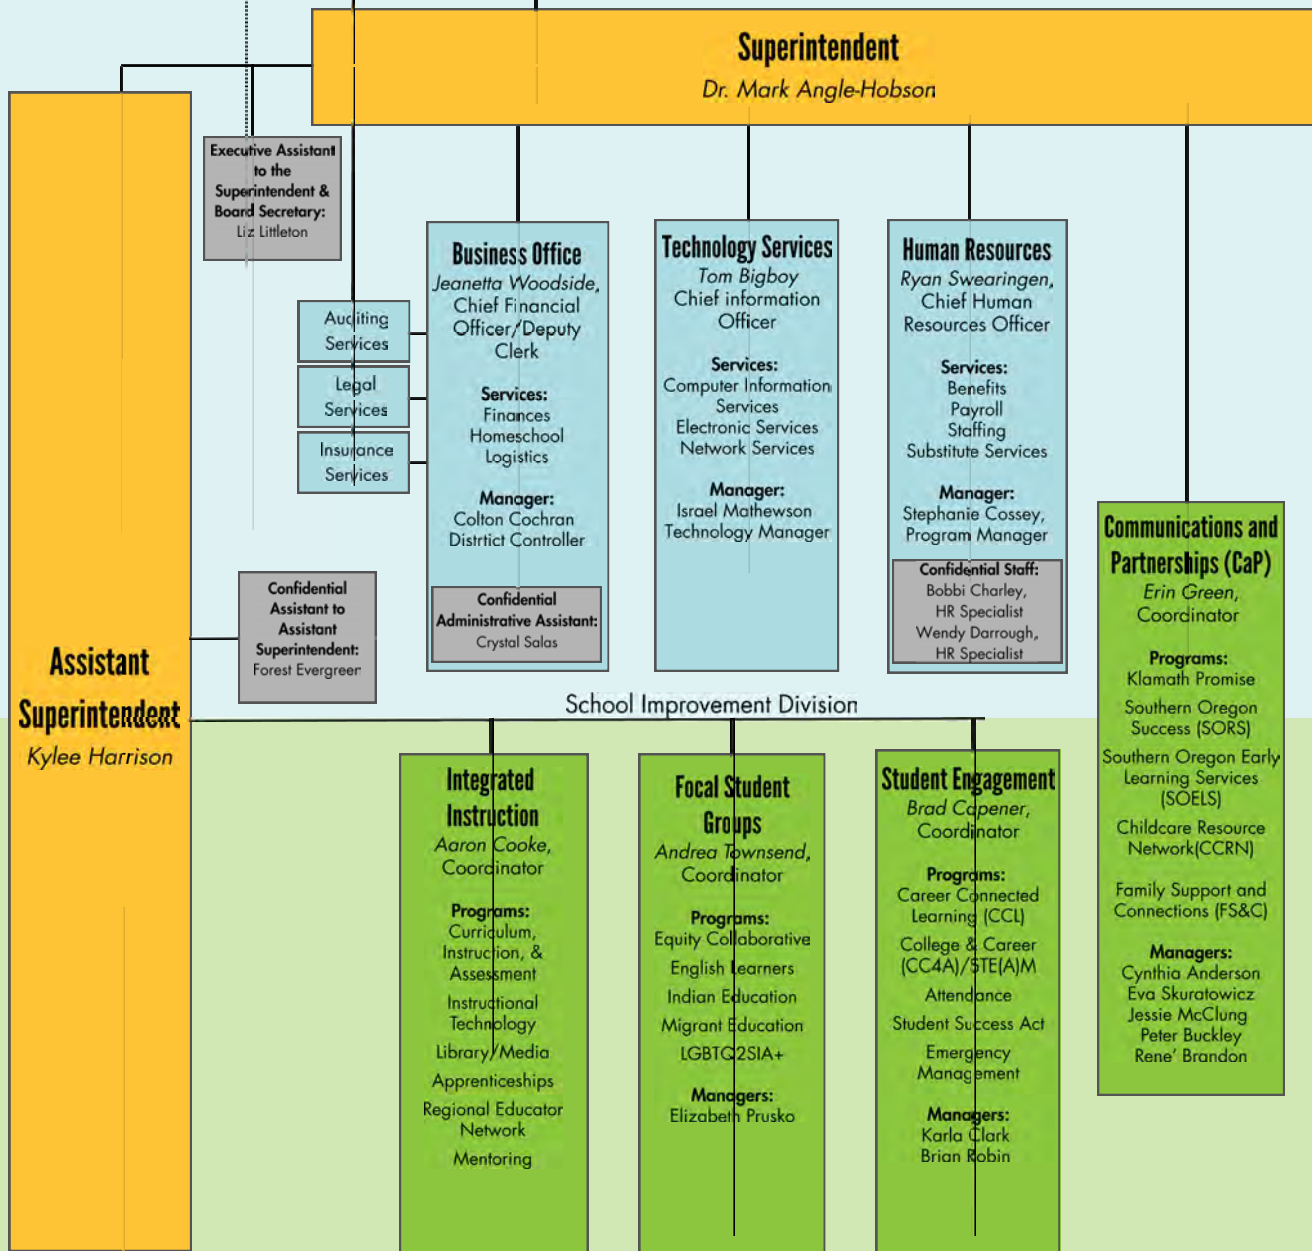 Superintendent
Dr. Mark Angle-Hobson
Executive Assistant
to the
Superintendent &
Board Secretary:
Liz Littleton
Auditing
Services
Legal
Services
Insurance
Services
Business Office
Jeanetta Woodside,
Chief Financial
Officer/Deputy
Clerk
Services:
Finances
Homeschool
Logistics
Manager:
Colton Cochran
Distrtict Controller
Confidential
Administrative Assistant:
Crystal Salas
Technology Services
Tom Bigboy
Chief information
Officer
Services:
Computer Information
Services
Electronic Services
Network Services
Manager:
Israel Mathewson
Technology Manager
Human Resources
Ryan Swearingen,
Chief Human
Resources Officer
Services:
Benefits
Payroll
Staffing
Substitute Services
Manager:
Stephanie Cossey,
Program Manager
Confidential Staff:
Bobbi Charley,
HR Specialist
Wendy Darrough,
HR Specialist
Communications and
Partnerships (CaP)
Erin Green,
Coordinator
Programs:
Klamath Promise
Southern Oregon
Success (SORS)
Southern Oregon Early
Learning Services
(SOELS)
Childcare Resource
Network(CCRN)
Family Support and
Connections (FS&C)
Managers:
Cynthia Anderson
Eva Skuratowicz
Jessie McClung
Peter Buckley
Rene' Brandon
Assistant
Superintendent
Kylee Harrison
Confidential
Assistant to
Assistant
Superintendent:
Forest Evergreen
School Improvement Division
Integrated
Instruction
Aaron Cooke,
Coordinator
Programs:
Curriculum,
Instruction, &
Assessment
Instructional
Technology
Library/Media
Apprenticeships
Regional Educator
Network
Mentoring
Focal Student
Groups
Andrea Townsend,
Coordinator
Programs:
Equity Collaborative
English Learners
Indian Education
Migrant Education
LGBTQ2SIA+
Managers:
Elizabeth Prusko
Student Engagement
Brad Capener,
Coordinator
Programs:
Career Connected
Learning (CCL)
College & Career
(CC4A)/STE(A)M
Attendance
Student Success Act
Emergency
Management
Managers:
Karla Clark
Brian Robin